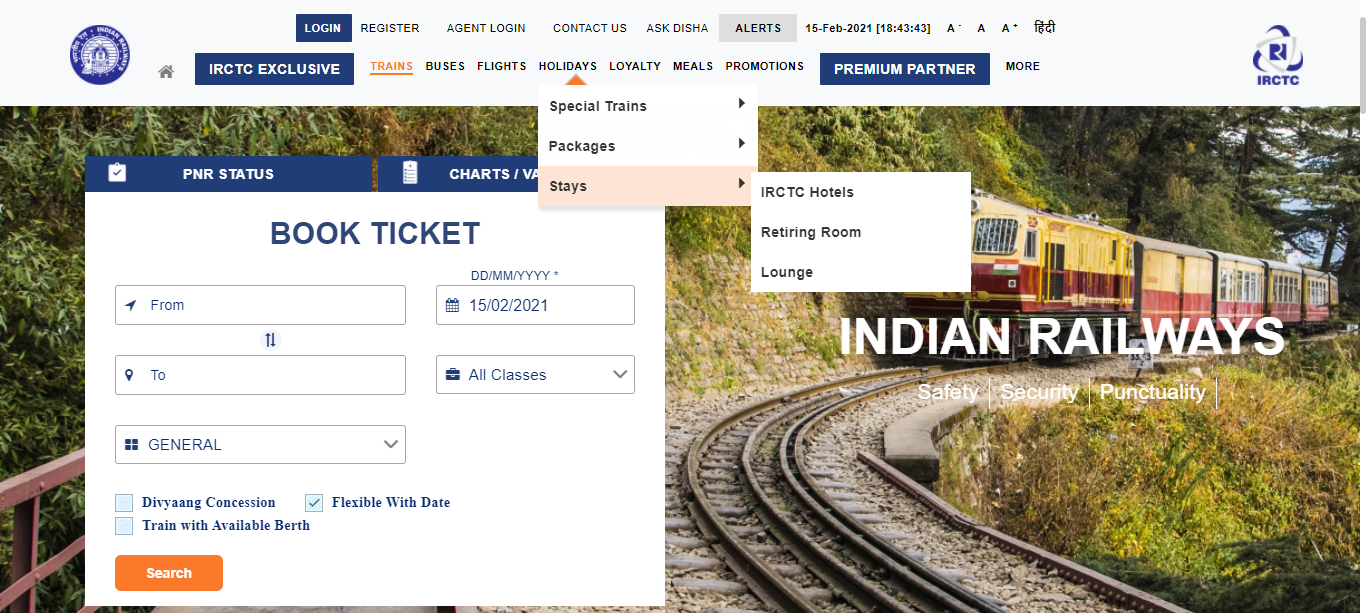 LOGIN REGISTER AGENT LOGIN CONTACT US ASK DISHA ALERTS 15-Feb-2021 [18:43:43] A- A A+ हिंदी
IRCTC EXCLUSIVE TRAINS BUSES FLIGHTS HOLIDAYS LOYALTY MEALS PROMOTIONS PREMIUM PARTNER MORE
INDIAN RAILWAYS
IRCTC
Special Trains
Packages
Stays
IRCTC Hotels
Retiring Room
Lounge
PNR STATUS
CHARTS / VA
BOOK TICKET
DD/MM/YYYY *
From
15/02/2021
To
All Classes
GENERAL
Divyaang Concession
Flexible With Date
Train with Available Berth
Search
INDIAN RAILWAYS
Safety | Security | Punctuality |